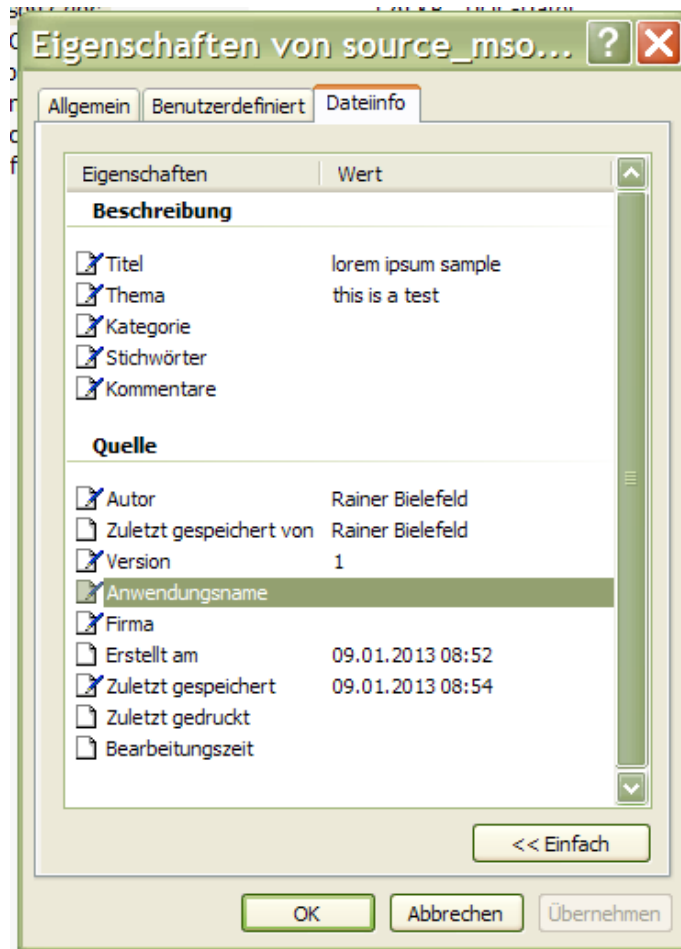 Eigenschaften von source_mso...
Allgemein Benutzerdefiniert Dateiinfo
Eigenschaften Wert
Beschreibung
Titel lorem ipsum sample
Thema this is a test
Kategorie
Stichwörter
Kommentare
Quelle
Autor Rainer Bielefeld
Zuletzt gespeichert von Rainer Bielefeld
Version 1
Anwendungsname
Firma
Erstellt am 09.01.2013 08:52
Zuletzt gespeichert 09.01.2013 08:54
Zuletzt gedruckt
Bearbeitungszeit
<< Einfach
OK Abbrechen Übernehmen